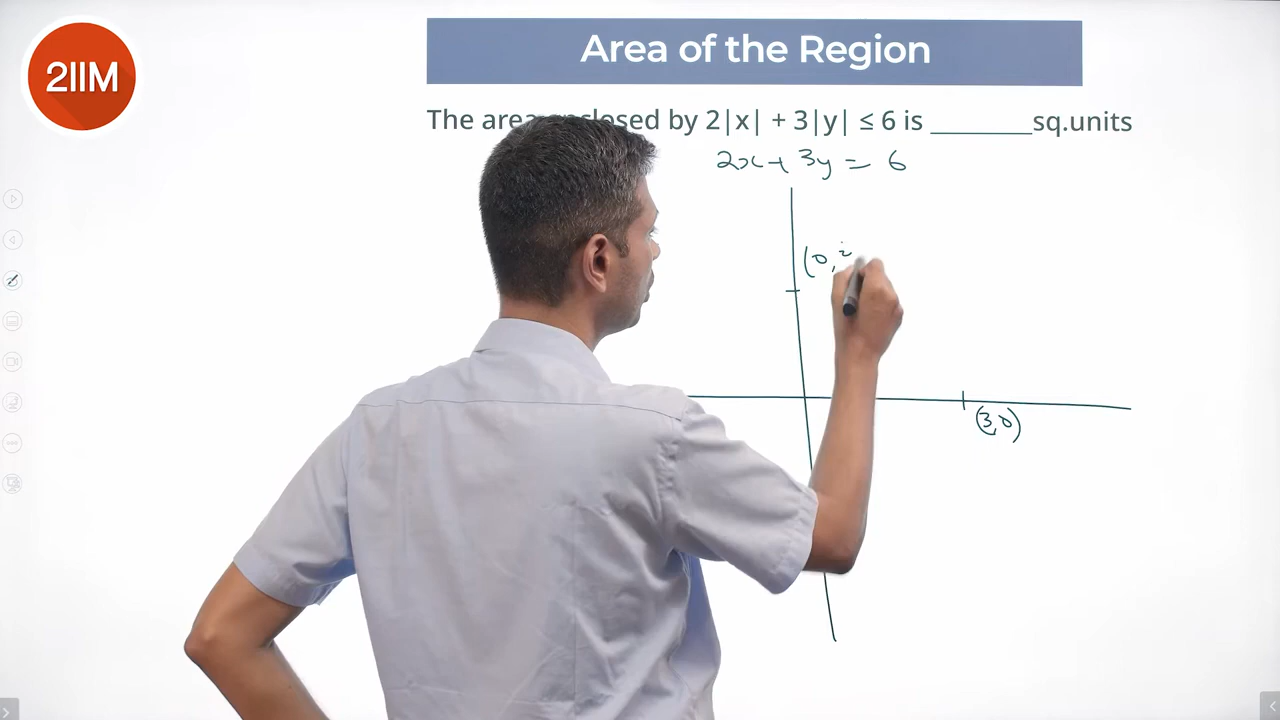 2IIM
Area of the Region
The area enclosed by 2|x| + 3|y| ≤ 6 is ________sq.units
2x + 3y = 6
(0,
(3,0)